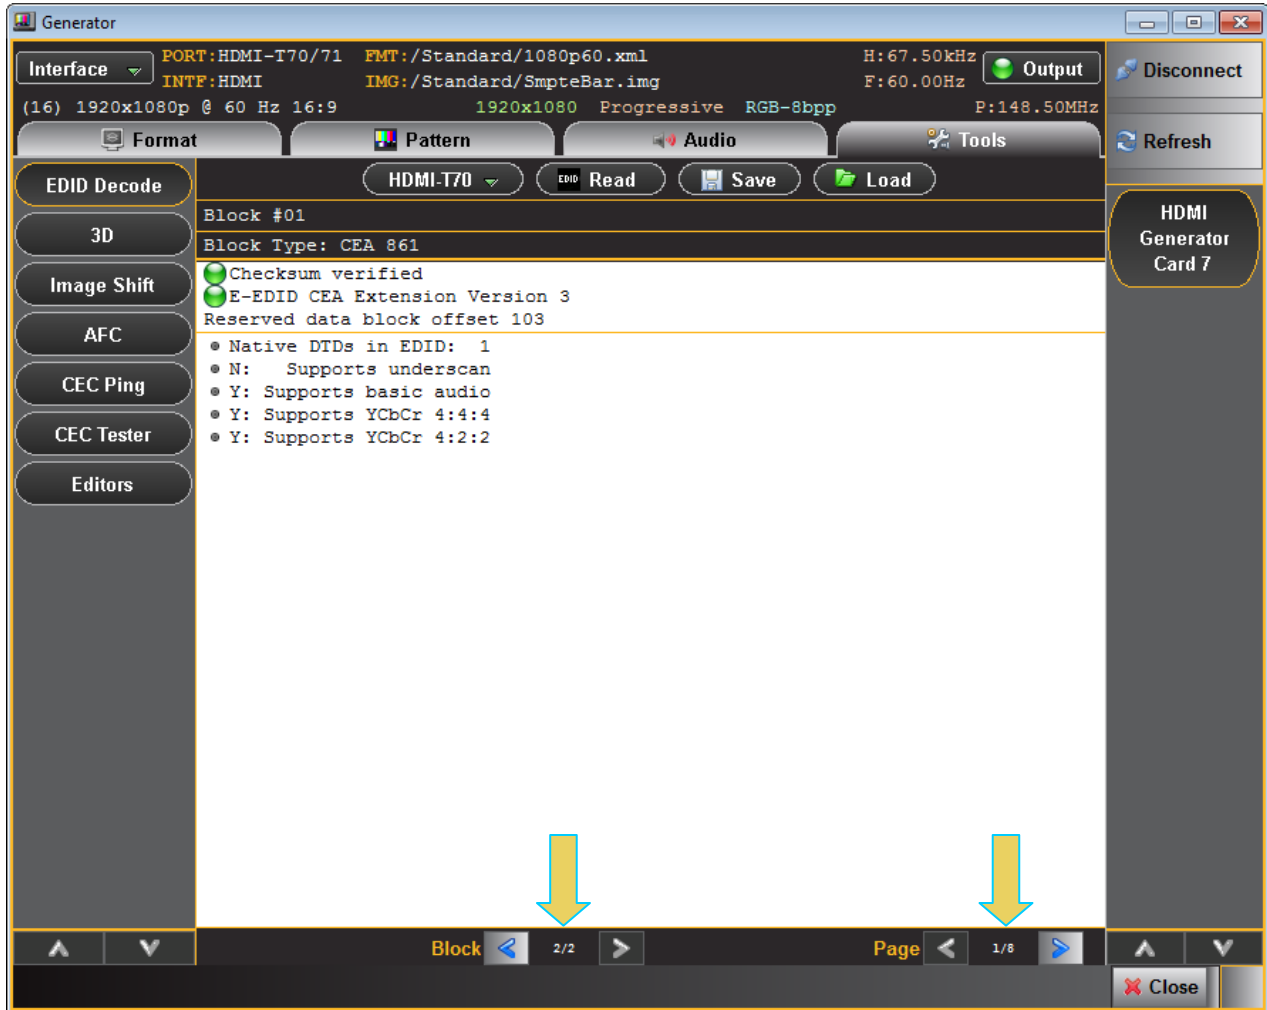 Generator
Interface
PORT:HDMI-T70/71 FMT:/Standard/1080p60.xml H:67.50kHz
INTF:HDMI IMG:/Standard/SmpteBar.img F:60.00Hz
Output
(16) 1920x1080p @ 60 Hz 16:9 1920x1080 Progressive RGB-8bpp P:148.50MHz
Disconnect
Format Pattern Audio Tools
Refresh
EDID Decode
3D
Image Shift
AFC
CEC Ping
CEC Tester
Editors
HDMI-T70 EDID Read Save Load
Block #01
Block Type: CEA 861
Checksum verified
E-EDID CEA Extension Version 3
Reserved data block offset 103
Native DTDs in EDID: 1
N: Supports underscan
Y: Supports basic audio
Y: Supports YCbCr 4:4:4
Y: Supports YCbCr 4:2:2
HDMI
Generator
Card 7
Block 2/2 Page 1/8
Close